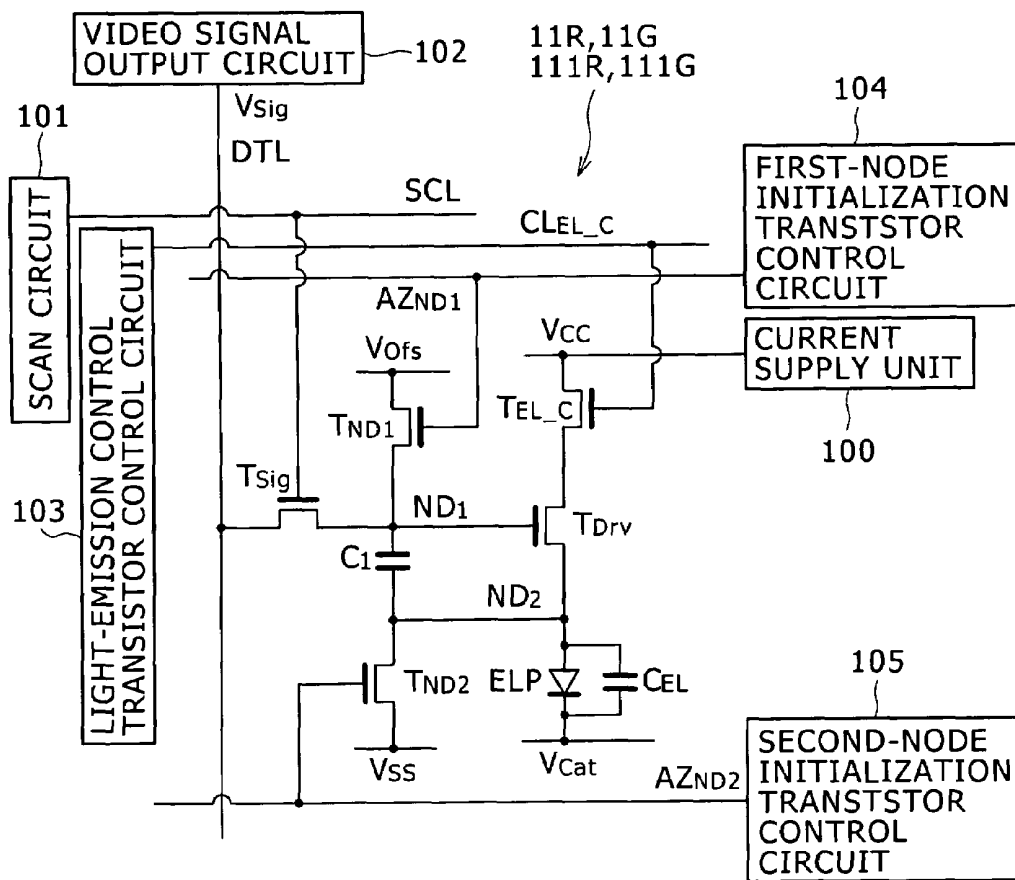 VIDEO SIGNAL
OUTPUT CIRCUIT
102
11R, 11G
111R, 111G
101
VSig
DTL
104
SCAN CIRCUIT
SCL
CLEL_C
FIRST-NODE
INITIALIZATION
TRANSTSTOR
CONTROL
CIRCUIT
LIGHT-EMISSION CONTROL
TRANSISTOR CONTROL CIRCUIT
103
AZND1
VOfs
VCC
CURRENT
SUPPLY UNIT
100
TND1
TEL_C
TSig
ND1
TDrv
C1
ND2
TND2
ELP
CEL
105
VSS
VCat
AZND2
SECOND-NODE
INITIALIZATION
TRANSTSTOR
CONTROL
CIRCUIT